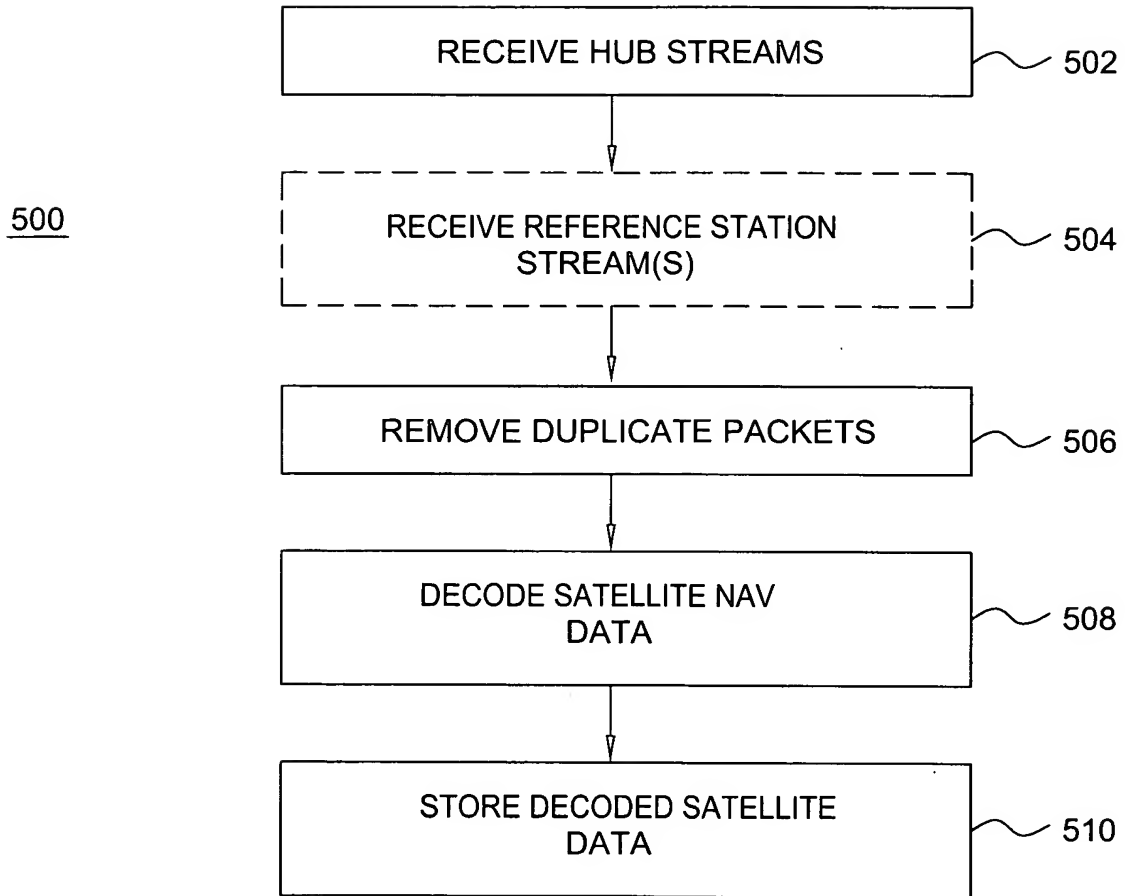 RECEIVE HUB STREAMS
502
500
RECEIVE REFERENCE STATION
STREAM(S)
504
REMOVE DUPLICATE PACKETS
506
DECODE SATELLITE NAV
DATA
508
STORE DECODED SATELLITE
DATA
510